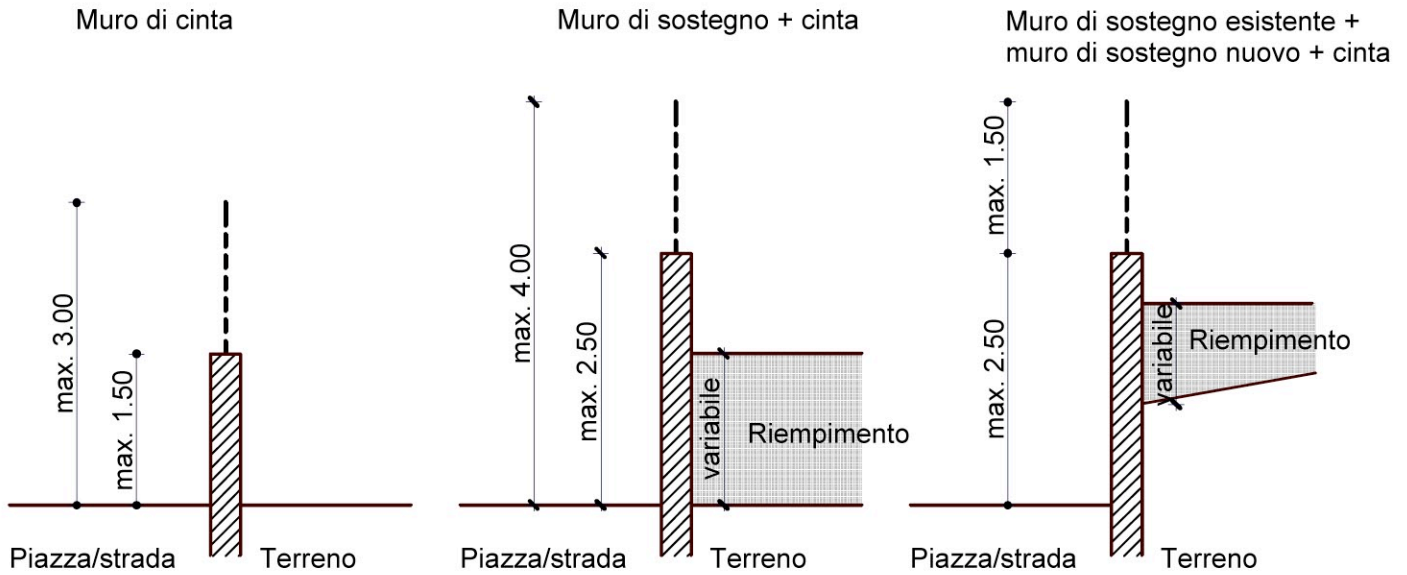 Muro di cinta
max. 3.00
max. 1.50
Piazza/strada
Terreno
Muro di sostegno + cinta
max. 4.00
max. 2.50
variabile
Riempimento
Piazza/strada
Terreno
Muro di sostegno esistente +
muro di sostegno nuovo + cinta
max. 1.50
max. 2.50
variabile
Riempimento
Piazza/strada
Terreno